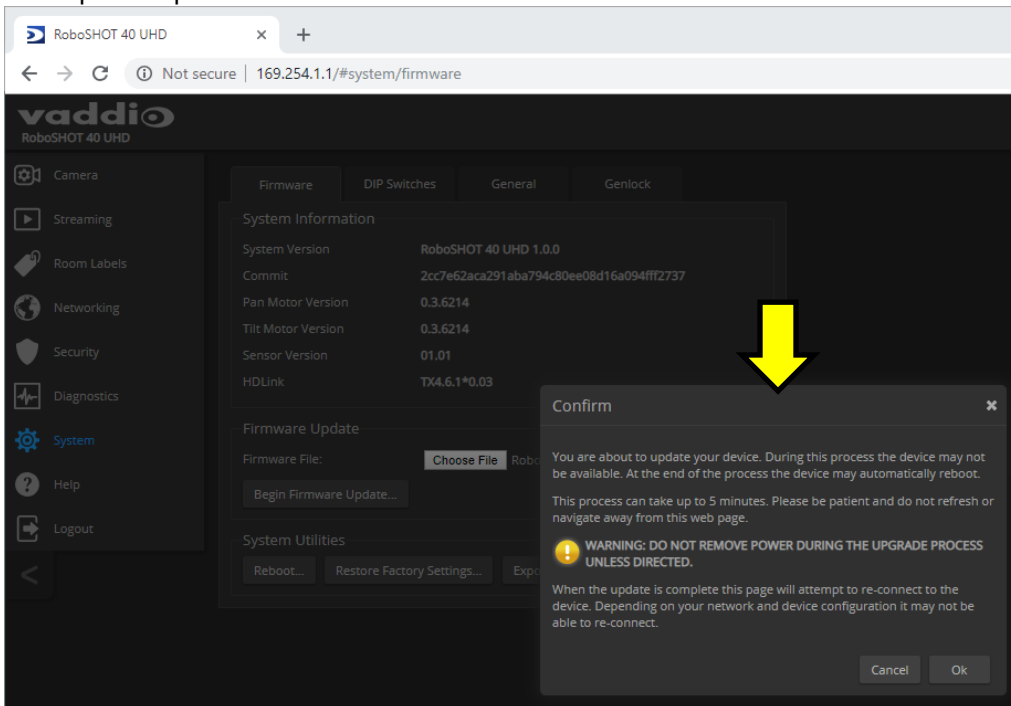 RoboSHOT 40 UHD
Not secure | 169.254.1.1/#system/firmware
vaddio
RoboSHOT 40 UHD
Camera
Streaming
Room Labels
Networking
Security
Diagnostics
System
Help
Logout
Firmware DIP Switches General Genlock
System Information
System Version RoboSHOT 40 UHD 1.0.0
Commit 2cc7e62aca291aba794c80ee08d16a094fff2737
Pan Motor Version 0.3.6214
Tilt Motor Version 0.3.6214
Sensor Version 01.01
HDLink TX4.6.1*0.03
Firmware Update
Firmware File: Choose File Robo
Begin Firmware Update...
System Utilities
Reboot... Restore Factory Settings... Expo
Confirm
You are about to update your device. During this process the device may not
be available. At the end of the process the device may automatically reboot.
This process can take up to 5 minutes. Please be patient and do not refresh or
navigate away from this web page.
WARNING: DO NOT REMOVE POWER DURING THE UPGRADE PROCESS
UNLESS DIRECTED.
When the update is complete this page will attempt to re-connect to the
device. Depending on your network and device configuration it may not be
able to re-connect.
Cancel Ok